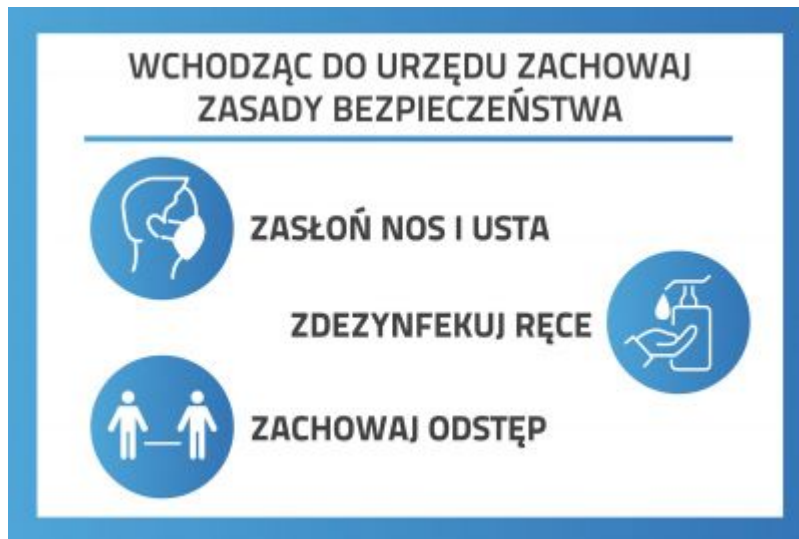 WCHODZĄC DO URZĘDU ZACHOWAJ
ZASADY BEZPIECZEŃSTWA
ZASŁOŃ NOS I USTA
ZDEZYNFEKUJ RĘCE
ZACHOWAJ ODSTĘP